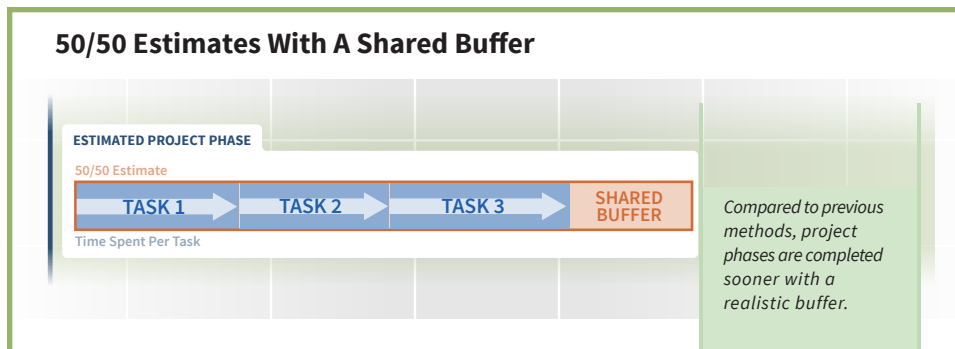 50/50 Estimates With A Shared Buffer
ESTIMATED PROJECT PHASE
50/50 Estimate
TASK 1
TASK 2
TASK 3
SHARED
BUFFER
Time Spent Per Task
Compared to previous
methods, project
phases are completed
sooner with a
realistic buffer.